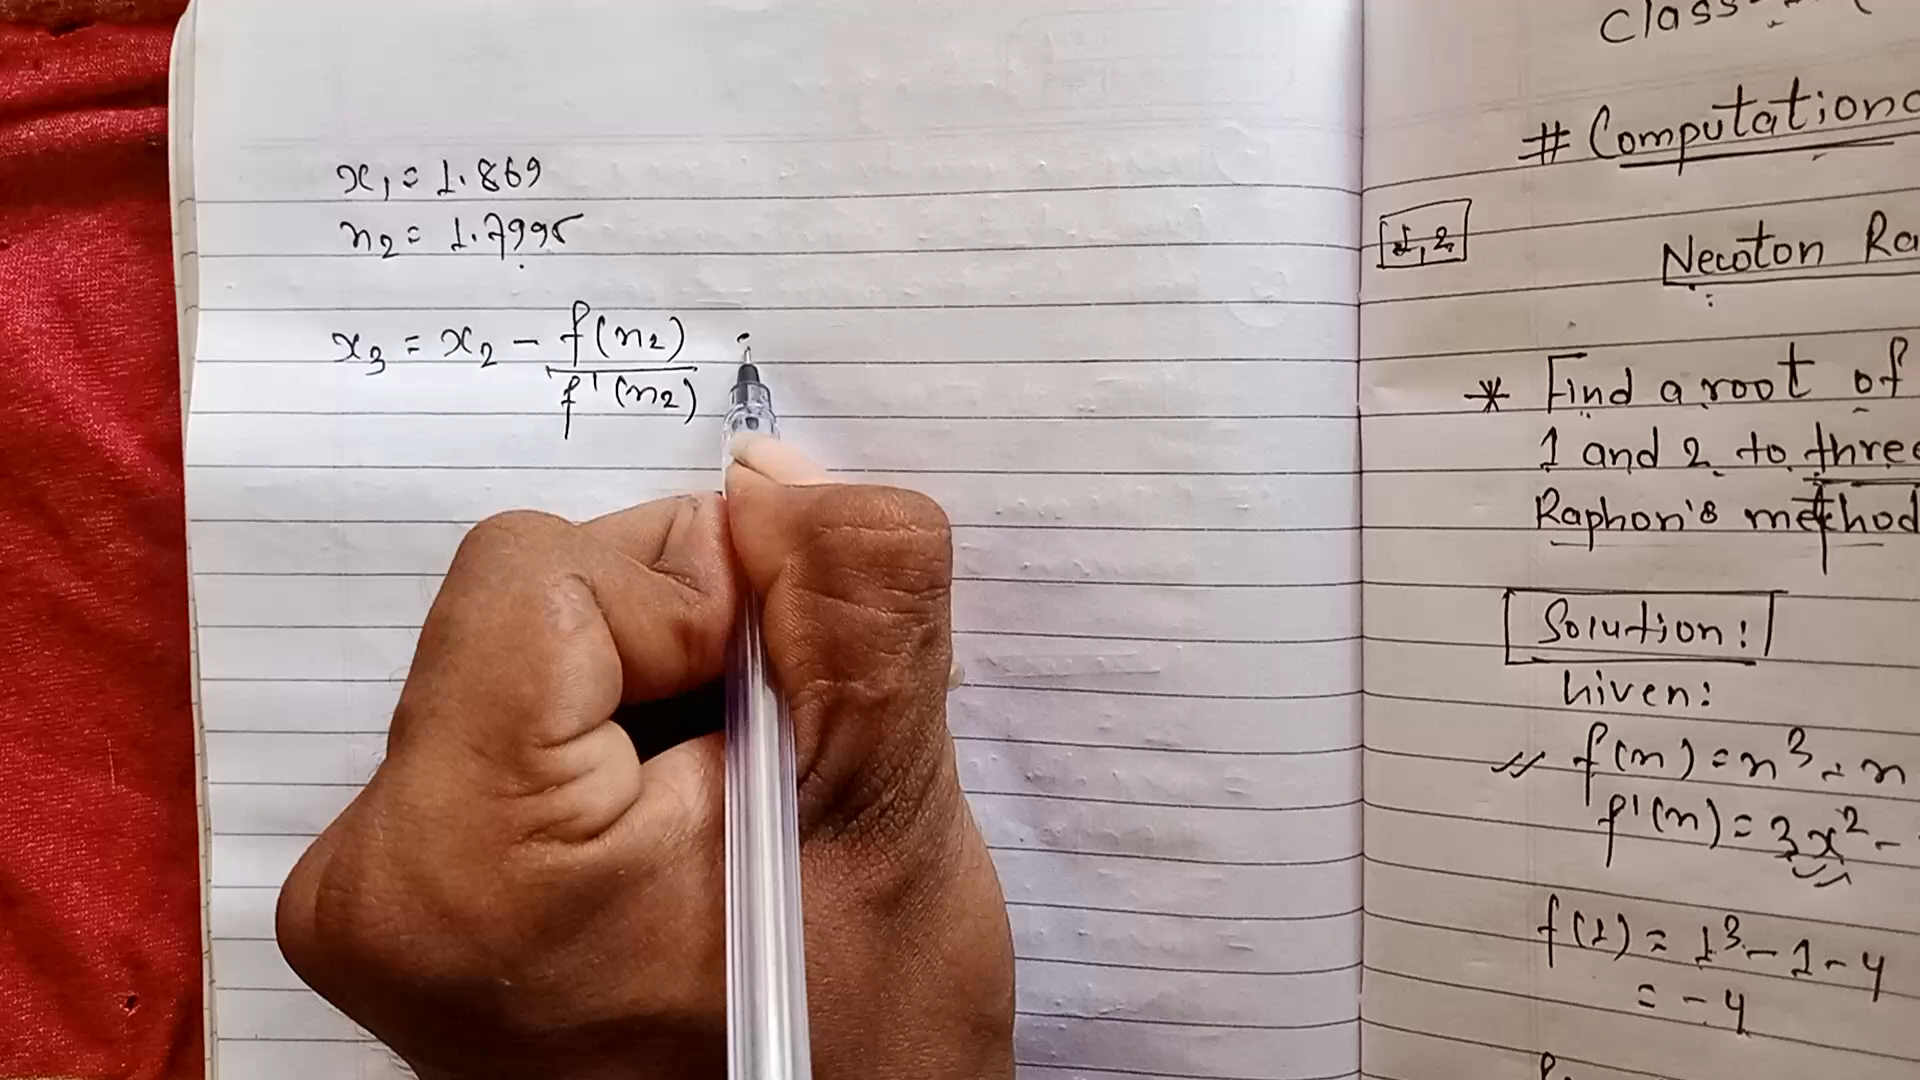 x₁ = 1.869
x₂ = 1.7995
x₃ = x₂ - f(x₂)
f'(x₂)
Class
# Computationa
1,2
Newton Ra
* Find a root of
1 and 2 to three
Raphon's method
Solution:
Given:
f(x) = x³ - x
f'(x) = 3x² -
f(1) = 1³ - 1 - 4
= - 4